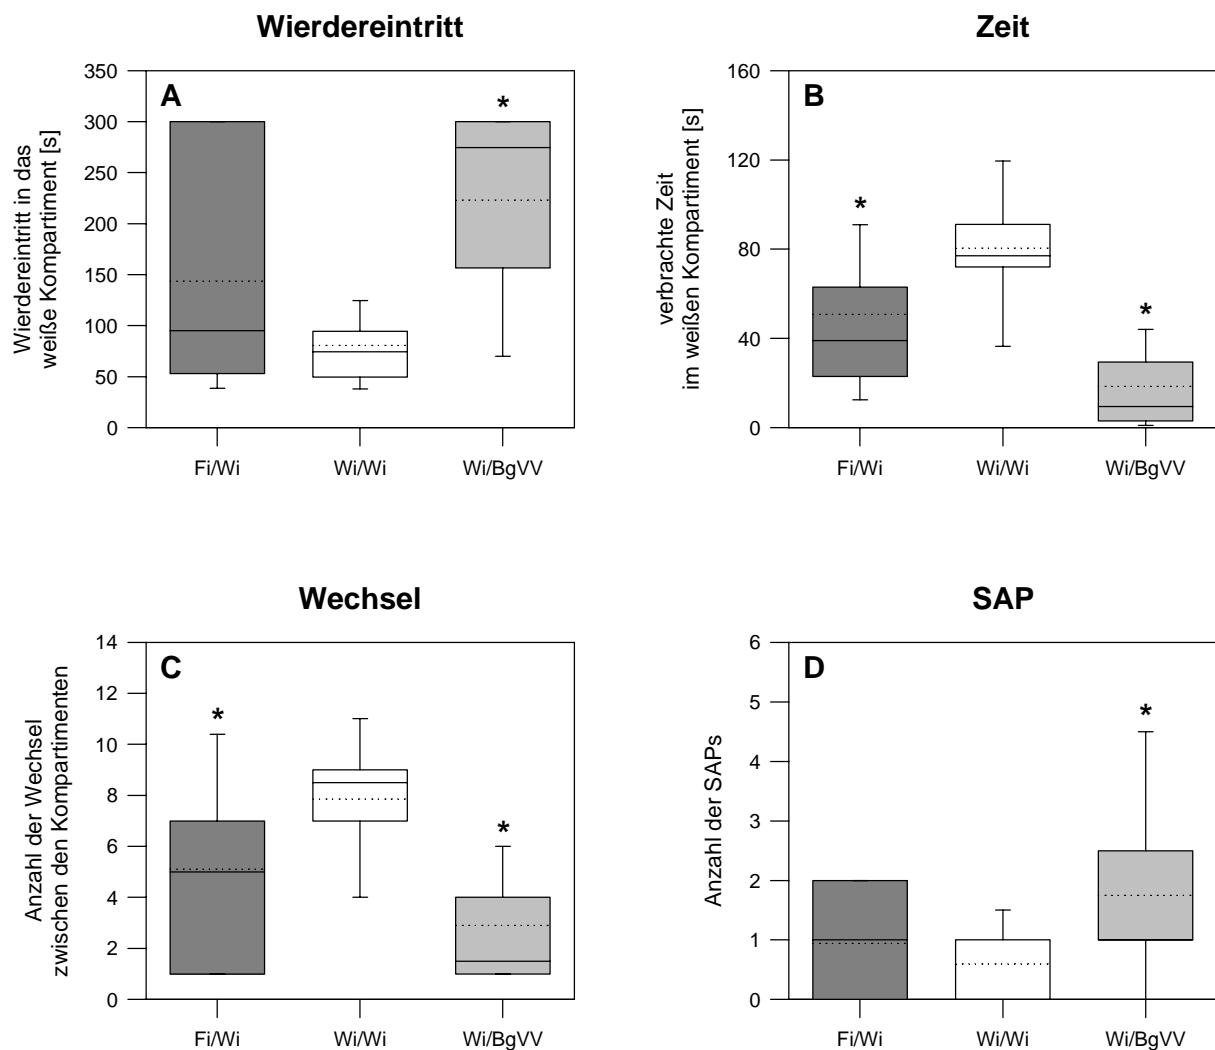 Wierdereintritt
Wierdereintritt in das
weiße Kompartiment [s]
350
300
250
200
150
100
50
0
A
*
Fi/Wi
Wi/Wi
Wi/BgVV
Zeit
verbrachte Zeit
im weißen Kompartiment [s]
160
120
80
40
0
B
*
*
Fi/Wi
Wi/Wi
Wi/BgVV
Wechsel
Anzahl der Wechsel
zwischen den Kompartimenten
14
12
10
8
6
4
2
0
C
*
*
Fi/Wi
Wi/Wi
Wi/BgVV
SAP
Anzahl der SAPs
6
5
4
3
2
1
0
D
*
Fi/Wi
Wi/Wi
Wi/BgVV